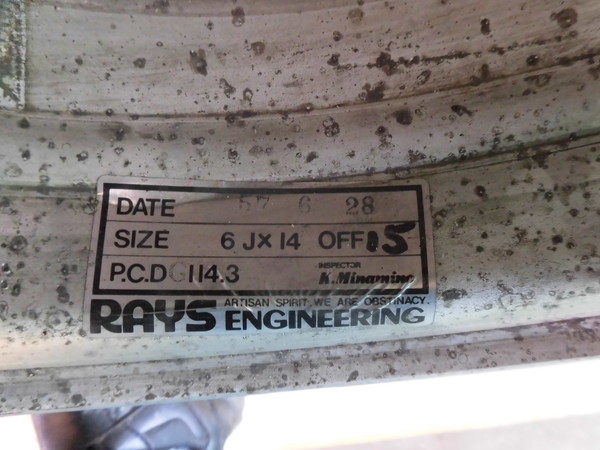 DATE 57 6 28
SIZE 6 JX 14 OFF 15
P.C.D 114.3 INSPECTOR K.Minamino
ARTISAN SPIRIT, WE ARE OBSTINACY.
RAYS ENGINEERING